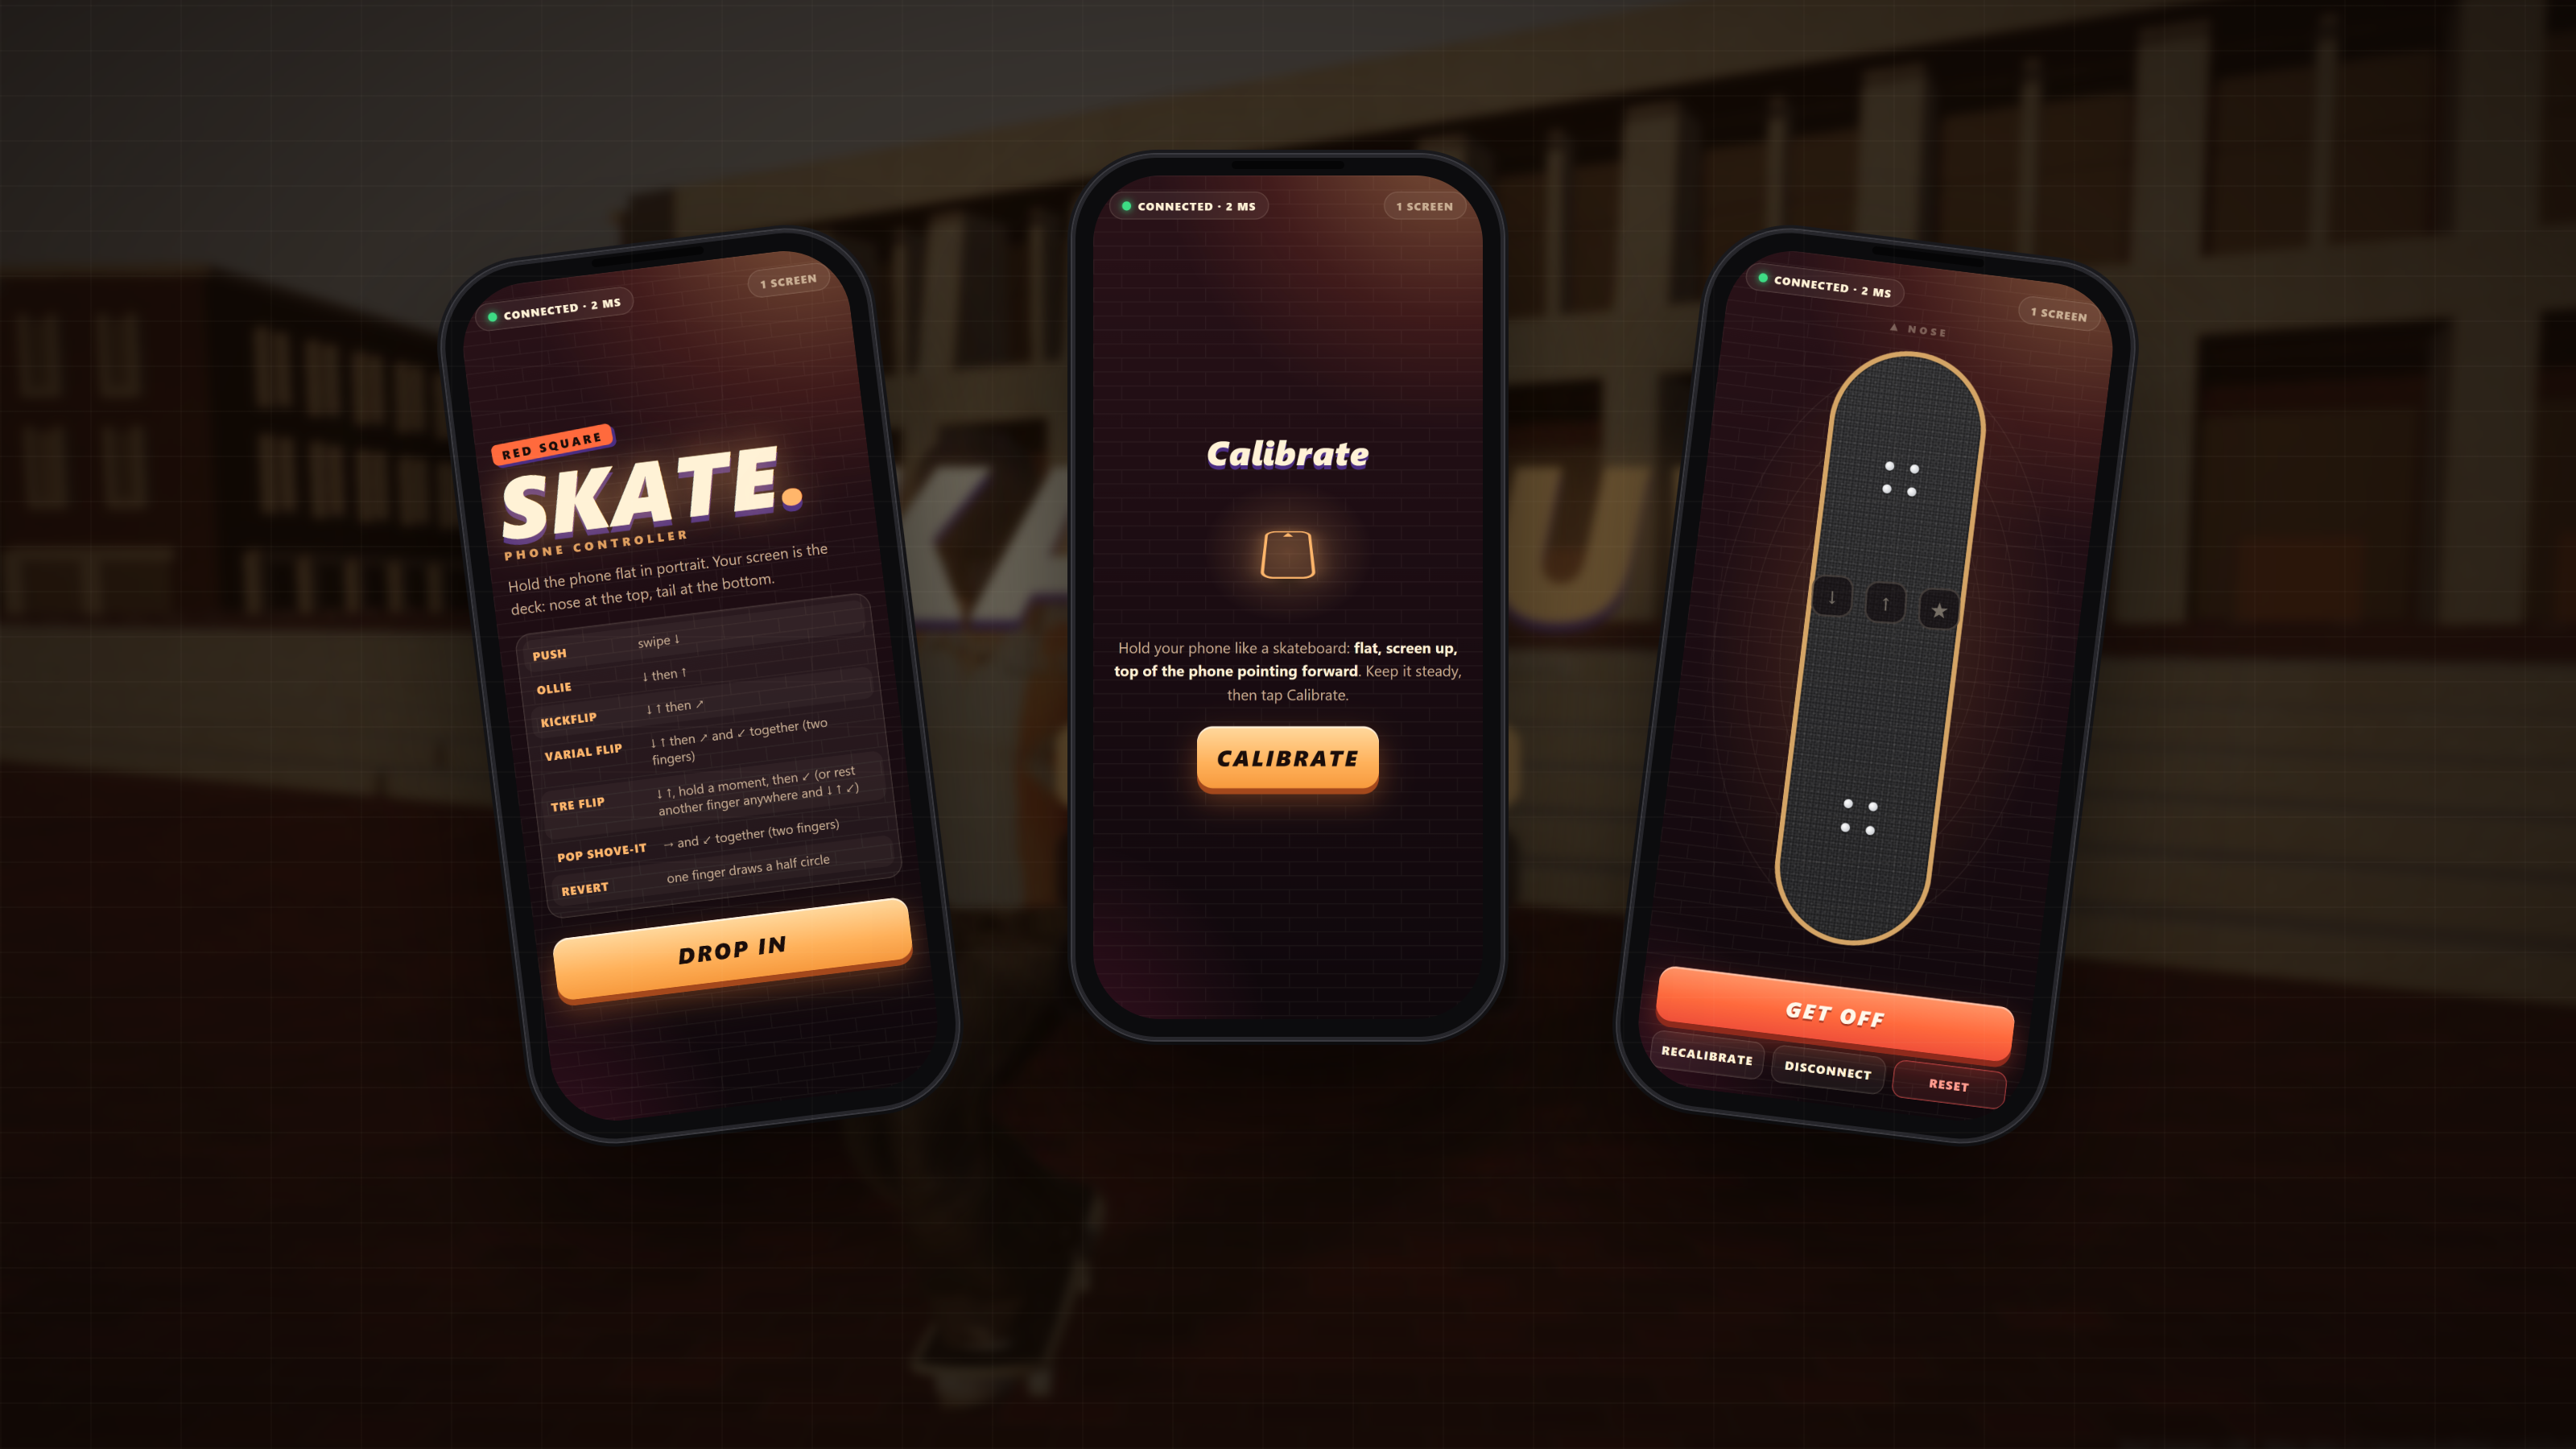 CONNECTED · 2 MS
1 SCREEN
RED SQUARE
SKATE.
PHONE CONTROLLER
Hold the phone flat in portrait. Your screen is the
deck: nose at the top, tail at the bottom.
PUSH swipe ↓
OLLIE ↓ then ↑
KICKFLIP ↓ ↑ then ↗
VARIAL FLIP ↓ ↑ then ↗ and ↙ together (two
fingers)
TRE FLIP ↓ ↑, hold a moment, then ↙ (or rest
another finger anywhere and ↓ ↑ ↙)
POP SHOVE-IT → and ↙ together (two fingers)
REVERT one finger draws a half circle
DROP IN
CONNECTED · 2 MS
1 SCREEN
Calibrate
Hold your phone like a skateboard: flat, screen up,
top of the phone pointing forward. Keep it steady,
then tap Calibrate.
CALIBRATE
CONNECTED · 2 MS
1 SCREEN
▲ NOSE
↓ ↑ ★
GET OFF
RECALIBRATE
DISCONNECT
RESET